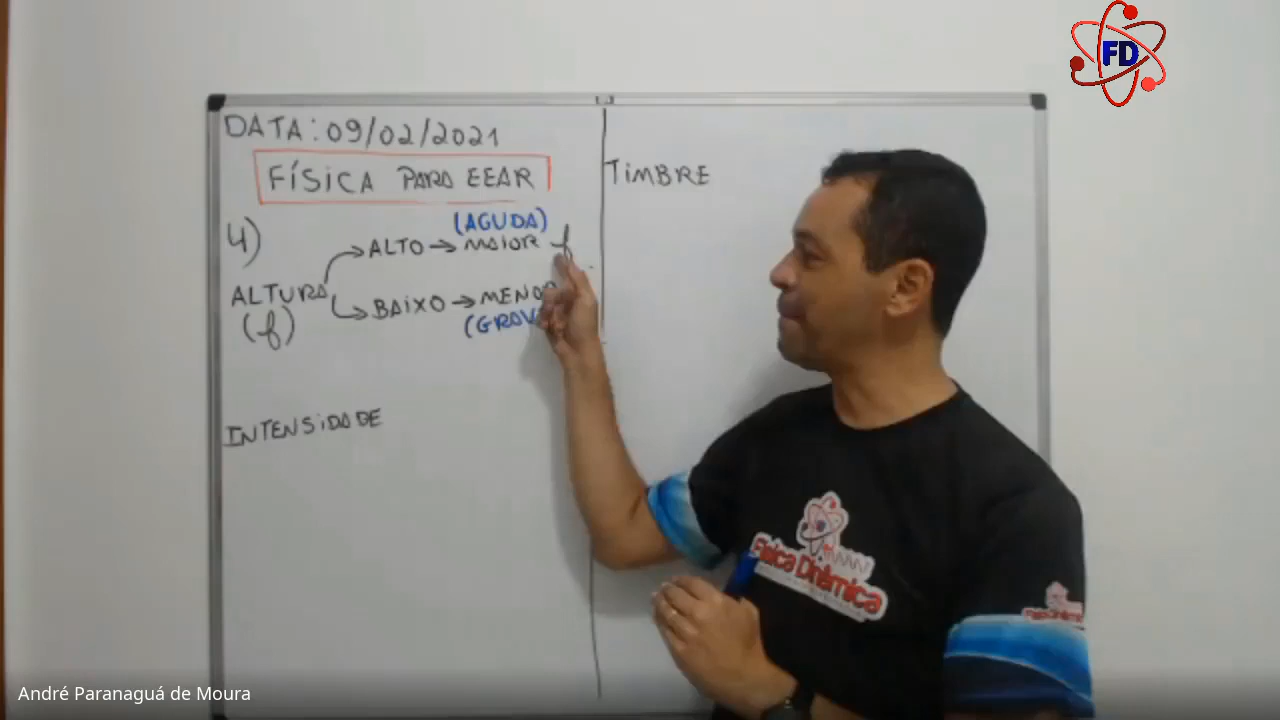 FD
DATA: 09/02/2021
FÍSICA PARA EEAR
4)
(AGUDA)
ALTO → MAIOR f
ALTURA
(f)
BAIXO → MENOR
INTENSIDADE
TIMBRE
Física Dinâmica
André Paranaguá de Moura